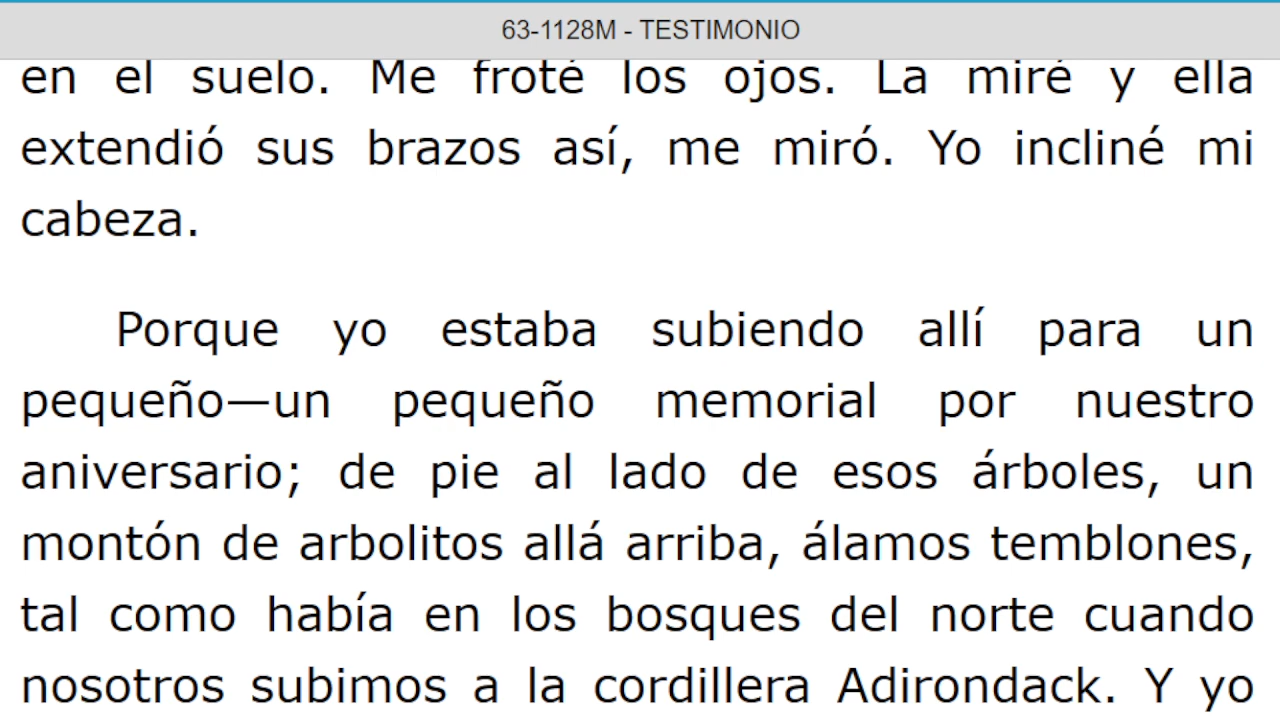 63-1128M - TESTIMONIO
en el suelo. Me froté los ojos. La miré y ella
extendió sus brazos así, me miró. Yo incliné mi
cabeza.
Porque yo estaba subiendo allí para un
pequeño—un pequeño memorial por nuestro
aniversario; de pie al lado de esos árboles, un
montón de arbolitos allá arriba, álamos temblones,
tal como había en los bosques del norte cuando
nosotros subimos a la cordillera Adirondack. Y yo